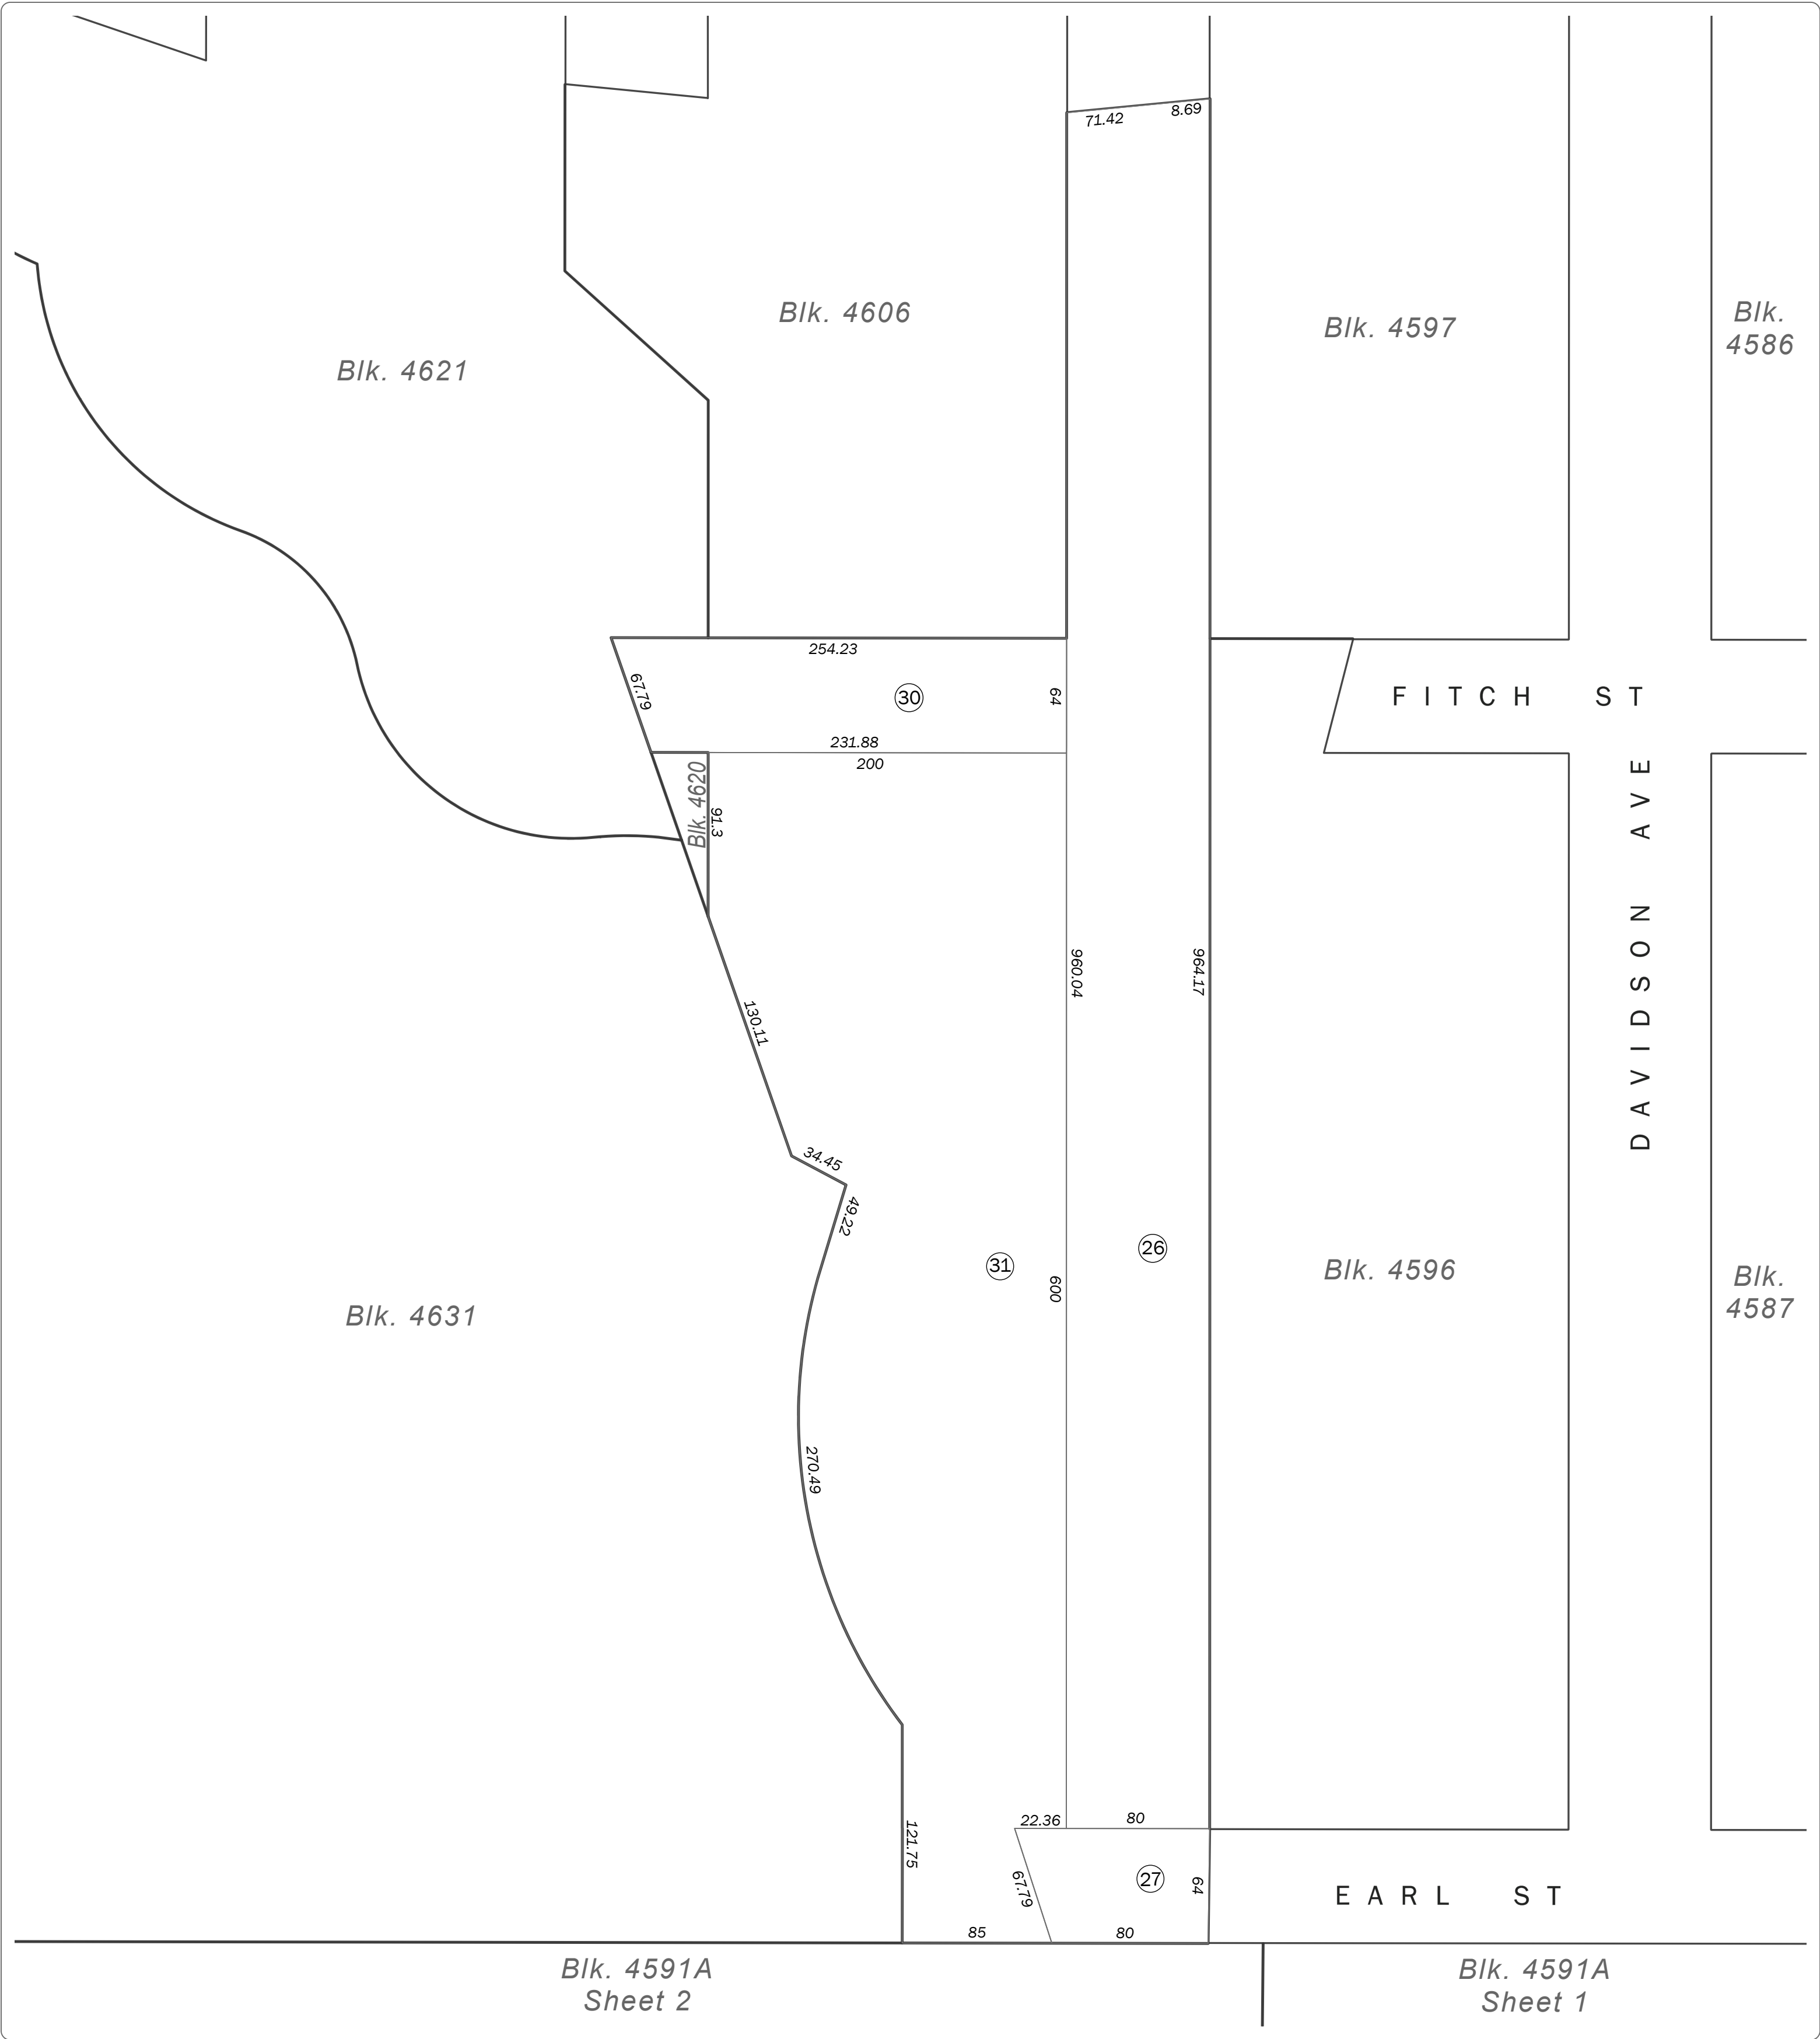 71.42
8.69
Blk. 4606
Blk. 4597
Blk.
4586
Blk. 4621
254.23
67.79
30
64
FITCH ST
231.88
200
Blk. 4620
91.3
DAVIDSON AVE
960.04
964.17
130.11
34.45
49.22
31
26
600
Blk. 4596
Blk.
4587
Blk. 4631
270.49
22.36
80
121.75
67.79
27
64
EARL ST
85
80
Blk. 4591A
Sheet 2
Blk. 4591A
Sheet 1